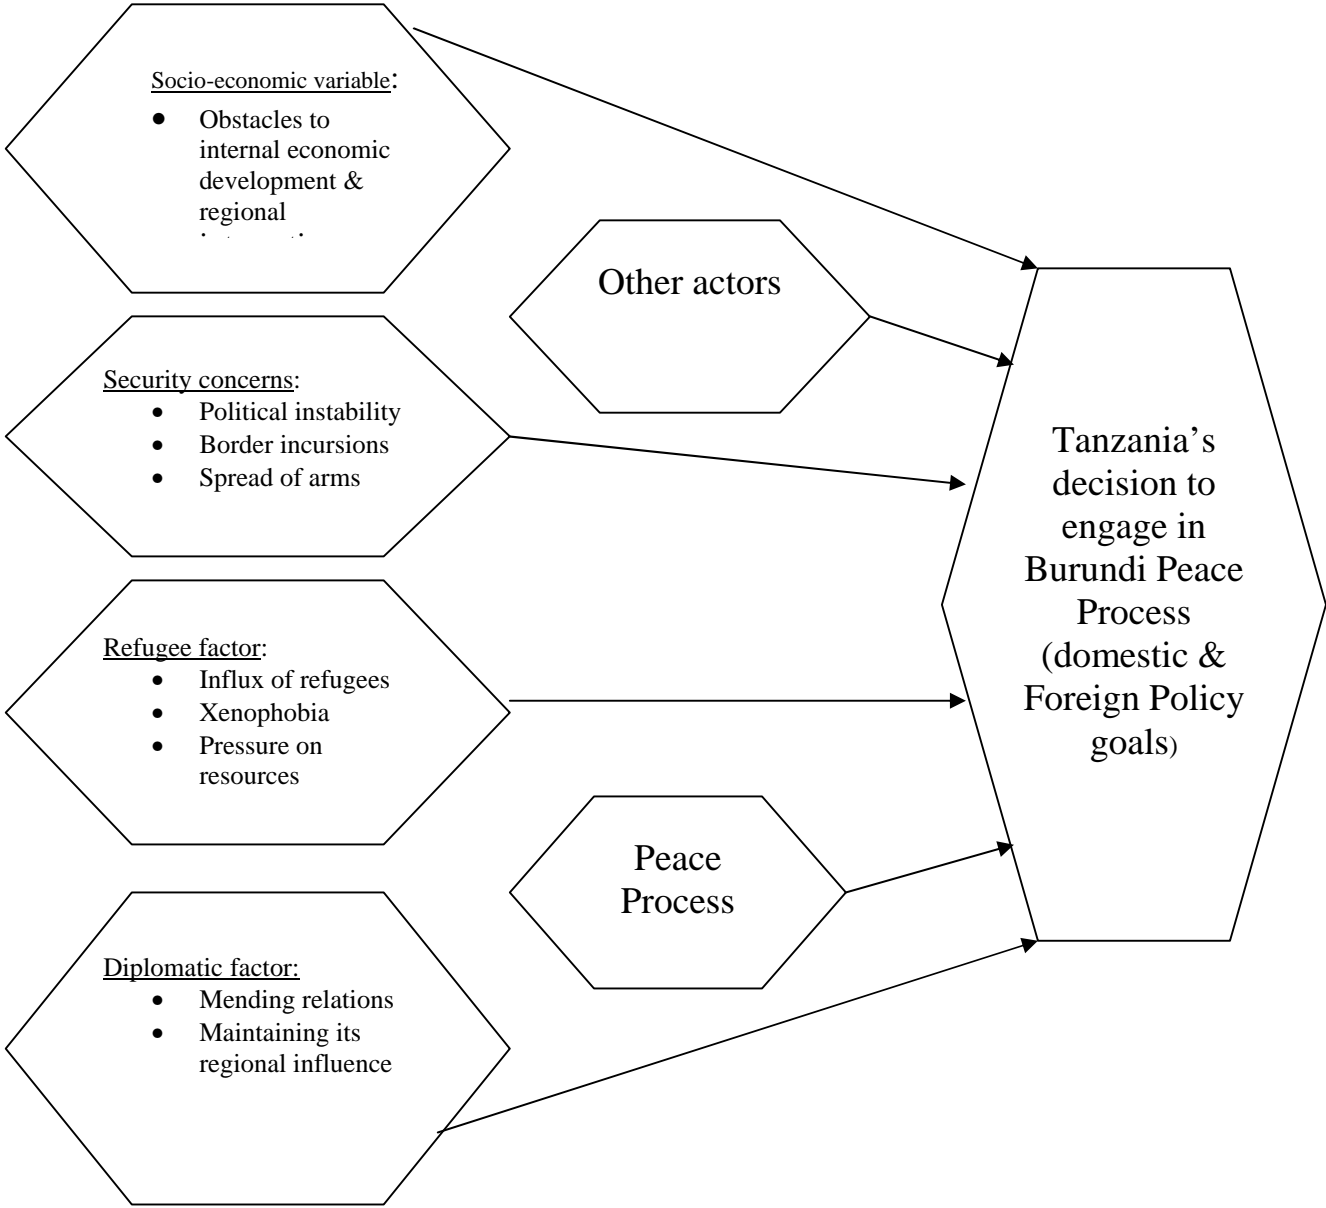 Socio-economic variable:
• Obstacles to
internal economic
development &
regional
Other actors
Security concerns:
• Political instability
• Border incursions
• Spread of arms
Tanzania’s
decision to
engage in
Burundi Peace
Process
(domestic &
Foreign Policy
goals)
Refugee factor:
• Influx of refugees
• Xenophobia
• Pressure on
resources
Peace
Process
Diplomatic factor:
• Mending relations
• Maintaining its
regional influence